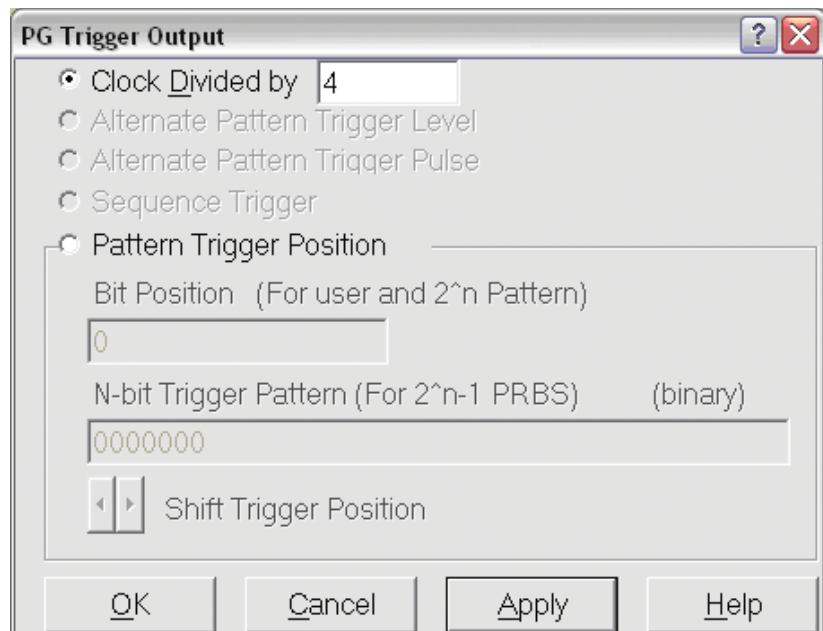 PG Trigger Output
Clock Divided by 4
Alternate Pattern Trigger Level
Alternate Pattern Trigger Pulse
Sequence Trigger
Pattern Trigger Position
Bit Position (For user and 2^n Pattern)
0
N-bit Trigger Pattern (For 2^n-1 PRBS) (binary)
0000000
Shift Trigger Position
OK Cancel Apply Help